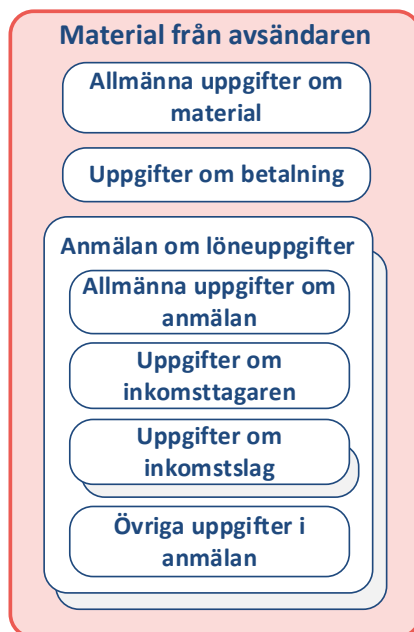 Material från avsändaren
Allmänna uppgifter om
material
Uppgifter om betalning
Anmälan om löneuppgifter
Allmänna uppgifter om
anmälan
Uppgifter om
inkomsttagaren
Uppgifter om
inkomstslag
Övriga uppgifter i
anmälan